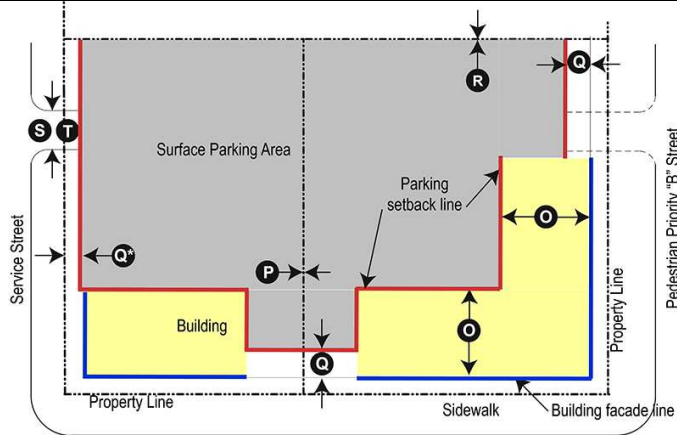 R
Q
S T
Surface Parking Area
Parking
setback line
Pedestrian Priority "B" Street
Service Street
O
Q*
P
Property Line
Building
O
Q
Property Line
Sidewalk
Building facade line